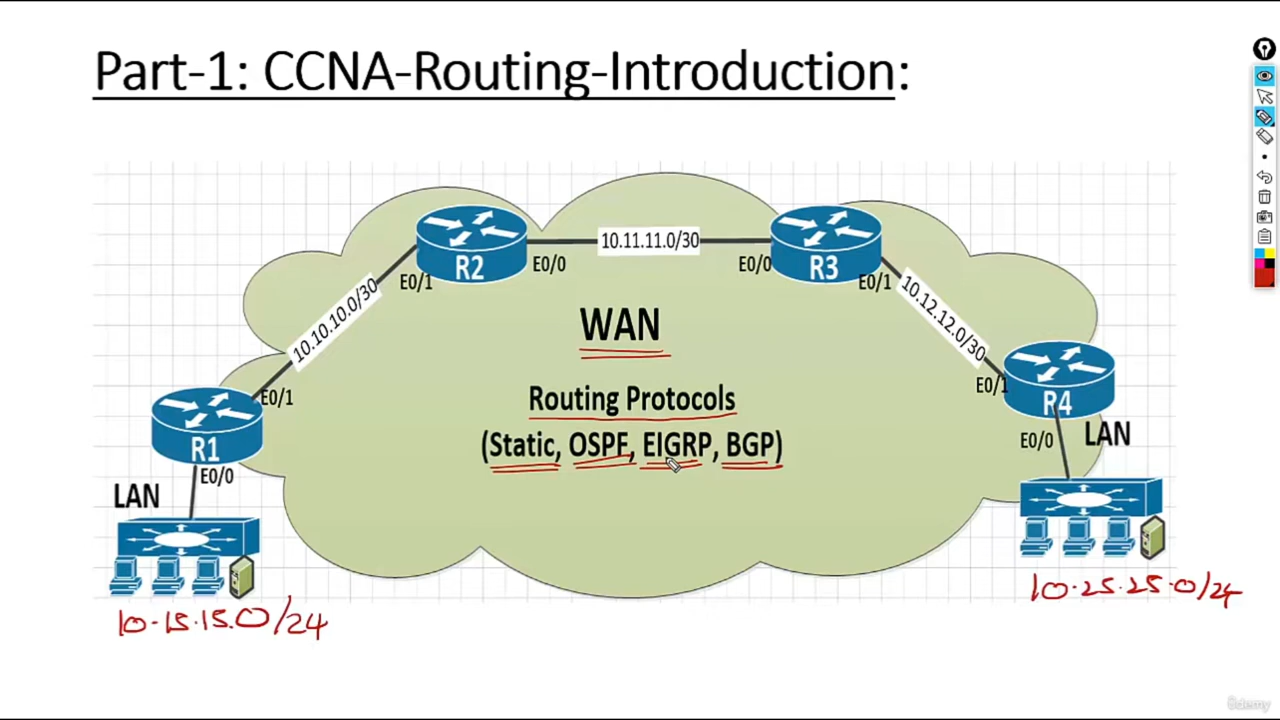 Part-1: CCNA-Routing-Introduction:
R2
10.11.11.0/30
R3
E0/1
E0/0
E0/0
E0/1
10.10.10.0/30
10.12.12.0/30
WAN
Routing Protocols
(Static, OSPF, EIGRP, BGP)
E0/1
R1
E0/0
LAN
E0/1
R4
E0/0
LAN
10.15.15.0/24
10.25.25.0/24
ûdemy